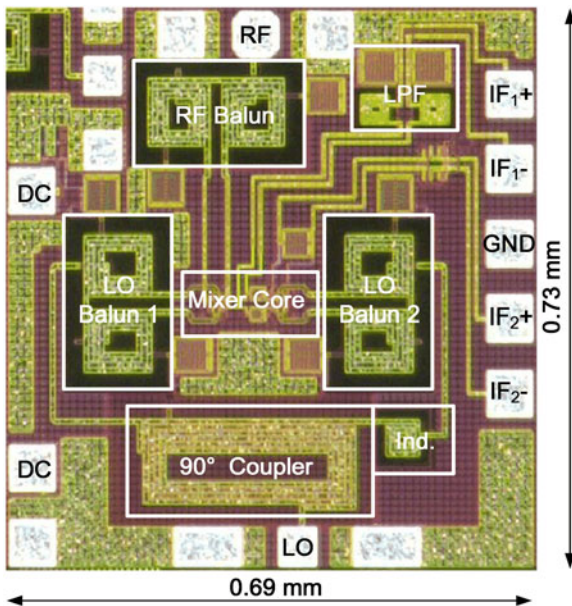 RF
LPF
IF₁+
RF Balun
IF₁-
DC
GND
LO
Balun 1
Mixer Core
LO
Balun 2
IF₂+
0.73 mm
IF₂-
Ind.
90° Coupler
DC
LO
0.69 mm